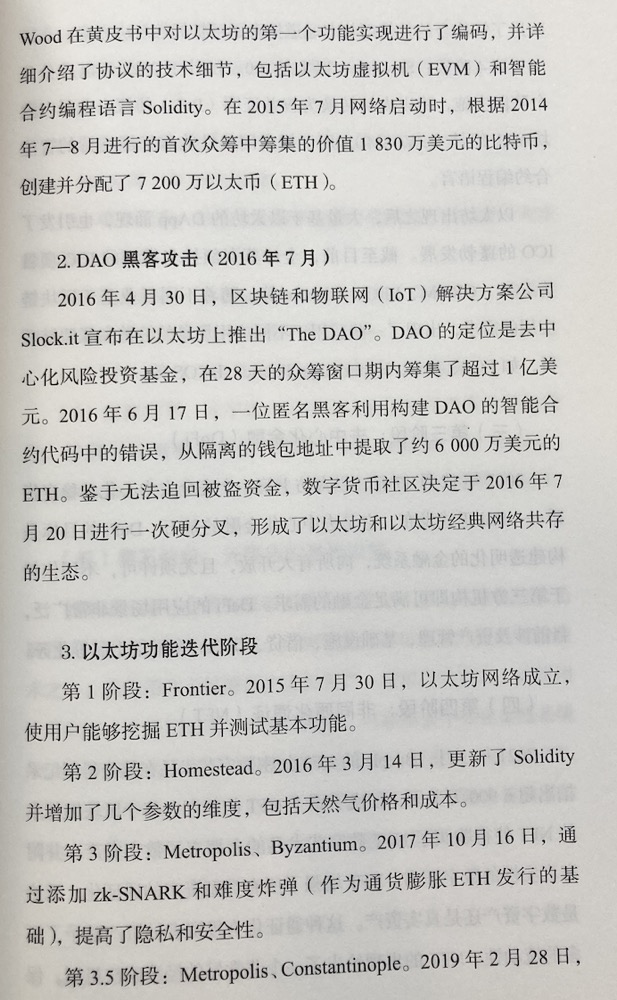 Wood 在黄皮书中对以太坊的第一个功能实现进行了编码，并详
细介绍了协议的技术细节，包括以太坊虚拟机（EVM）和智能
合约编程语言 Solidity。在 2015 年 7 月网络启动时，根据 2014
年 7—8 月进行的首次众筹中筹集的价值 1 830 万美元的比特币，
创建并分配了 7 200 万以太币（ETH）。
2. DAO 黑客攻击（2016 年 7 月）
2016 年 4 月 30 日，区块链和物联网（IoT）解决方案公司
Slock.it 宣布在以太坊上推出“The DAO”。DAO 的定位是去中
心化风险投资基金，在 28 天的众筹窗口期内筹集了超过 1 亿美
元。2016 年 6 月 17 日，一位匿名黑客利用构建 DAO 的智能合
约代码中的错误，从隔离的钱包地址中提取了约 6 000 万美元的
ETH。鉴于无法追回被盗资金，数字货币社区决定于 2016 年 7
月 20 日进行一次硬分叉，形成了以太坊和以太坊经典网络共存
的生态。
3. 以太坊功能迭代阶段
第 1 阶段：Frontier。2015 年 7 月 30 日，以太坊网络成立，
使用户能够挖掘 ETH 并测试基本功能。
第 2 阶段：Homestead。2016 年 3 月 14 日，更新了 Solidity
并增加了几个参数的维度，包括天然气价格和成本。
第 3 阶段：Metropolis、Byzantium。2017 年 10 月 16 日，通
过添加 zk-SNARK 和难度炸弹（作为通货膨胀 ETH 发行的基
础），提高了隐私和安全性。
第 3.5 阶段：Metropolis、Constantinople。2019 年 2 月 28 日，